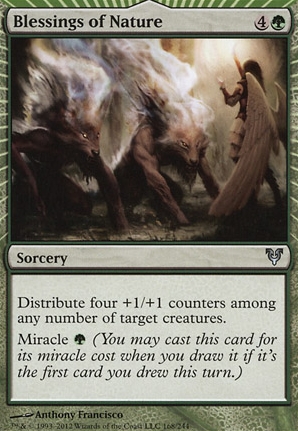 Blessings of Nature 4
Sorcery
Distribute four +1/+1 counters among
any number of target creatures.
Miracle (You may cast this card for
its miracle cost when you draw it if it's
the first card you drew this turn.)
Anthony Francisco
™ & © 1993–2012 Wizards of the Coast LLC 168/244